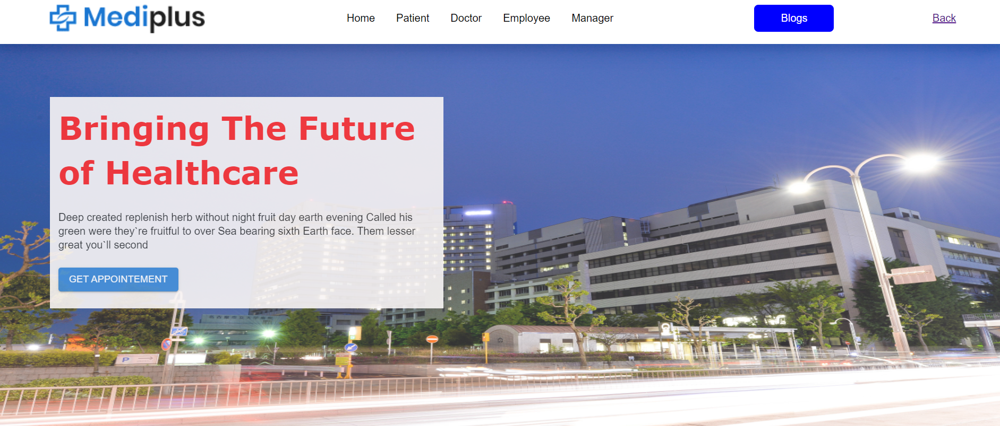 Mediplus
Home Patient Doctor Employee Manager
Blogs
Back
Bringing The Future
of Healthcare
Deep created replenish herb without night fruit day earth evening Called his
green were they`re fruitful to over Sea bearing sixth Earth face. Them lesser
great you`ll second
GET APPOINTEMENT
P